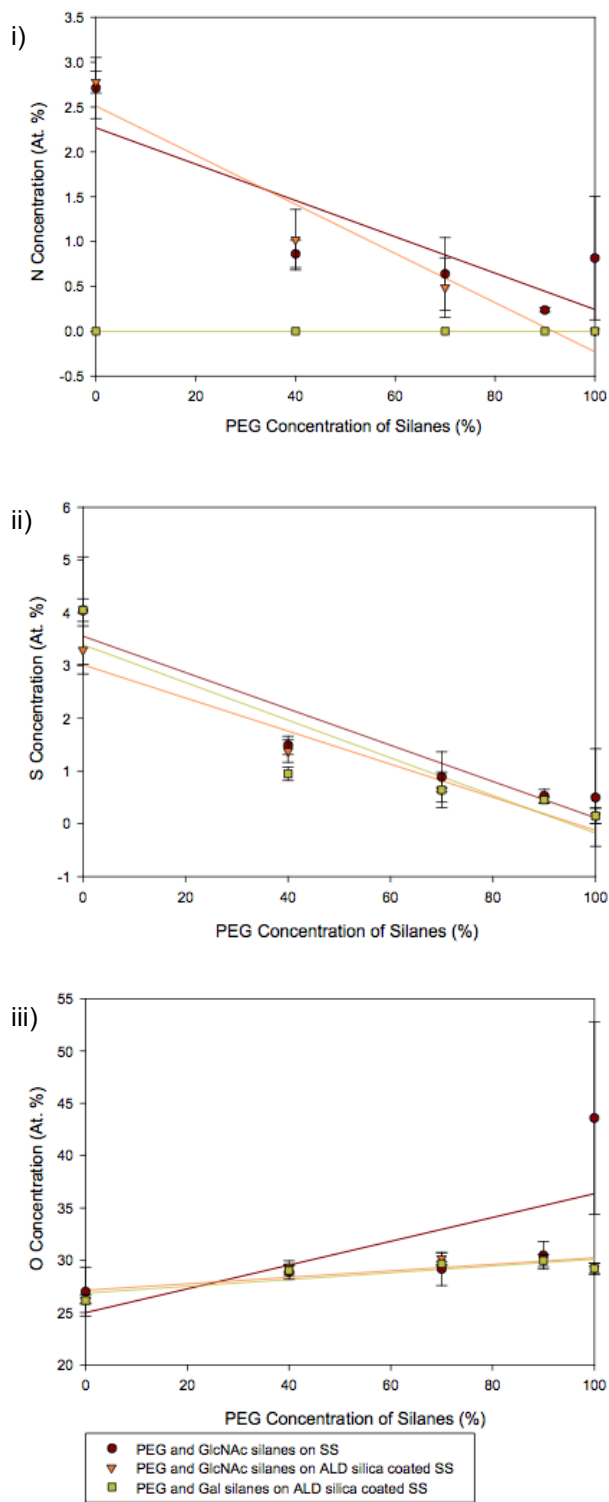 i)
3.5
3.0
2.5
2.0
1.5
1.0
0.5
0.0
-0.5
N Concentration (At. %)
0 20 40 60 80 100
PEG Concentration of Silanes (%)
ii)
6
5
4
3
2
1
0
-1
S Concentration (At. %)
0 20 40 60 80 100
PEG Concentration of Silanes (%)
iii)
55
50
45
40
35
30
25
20
O Concentration (At. %)
0 20 40 60 80 100
PEG Concentration of Silanes (%)
PEG and GlcNAc silanes on SS
PEG and GlcNAc silanes on ALD silica coated SS
PEG and Gal silanes on ALD silica coated SS